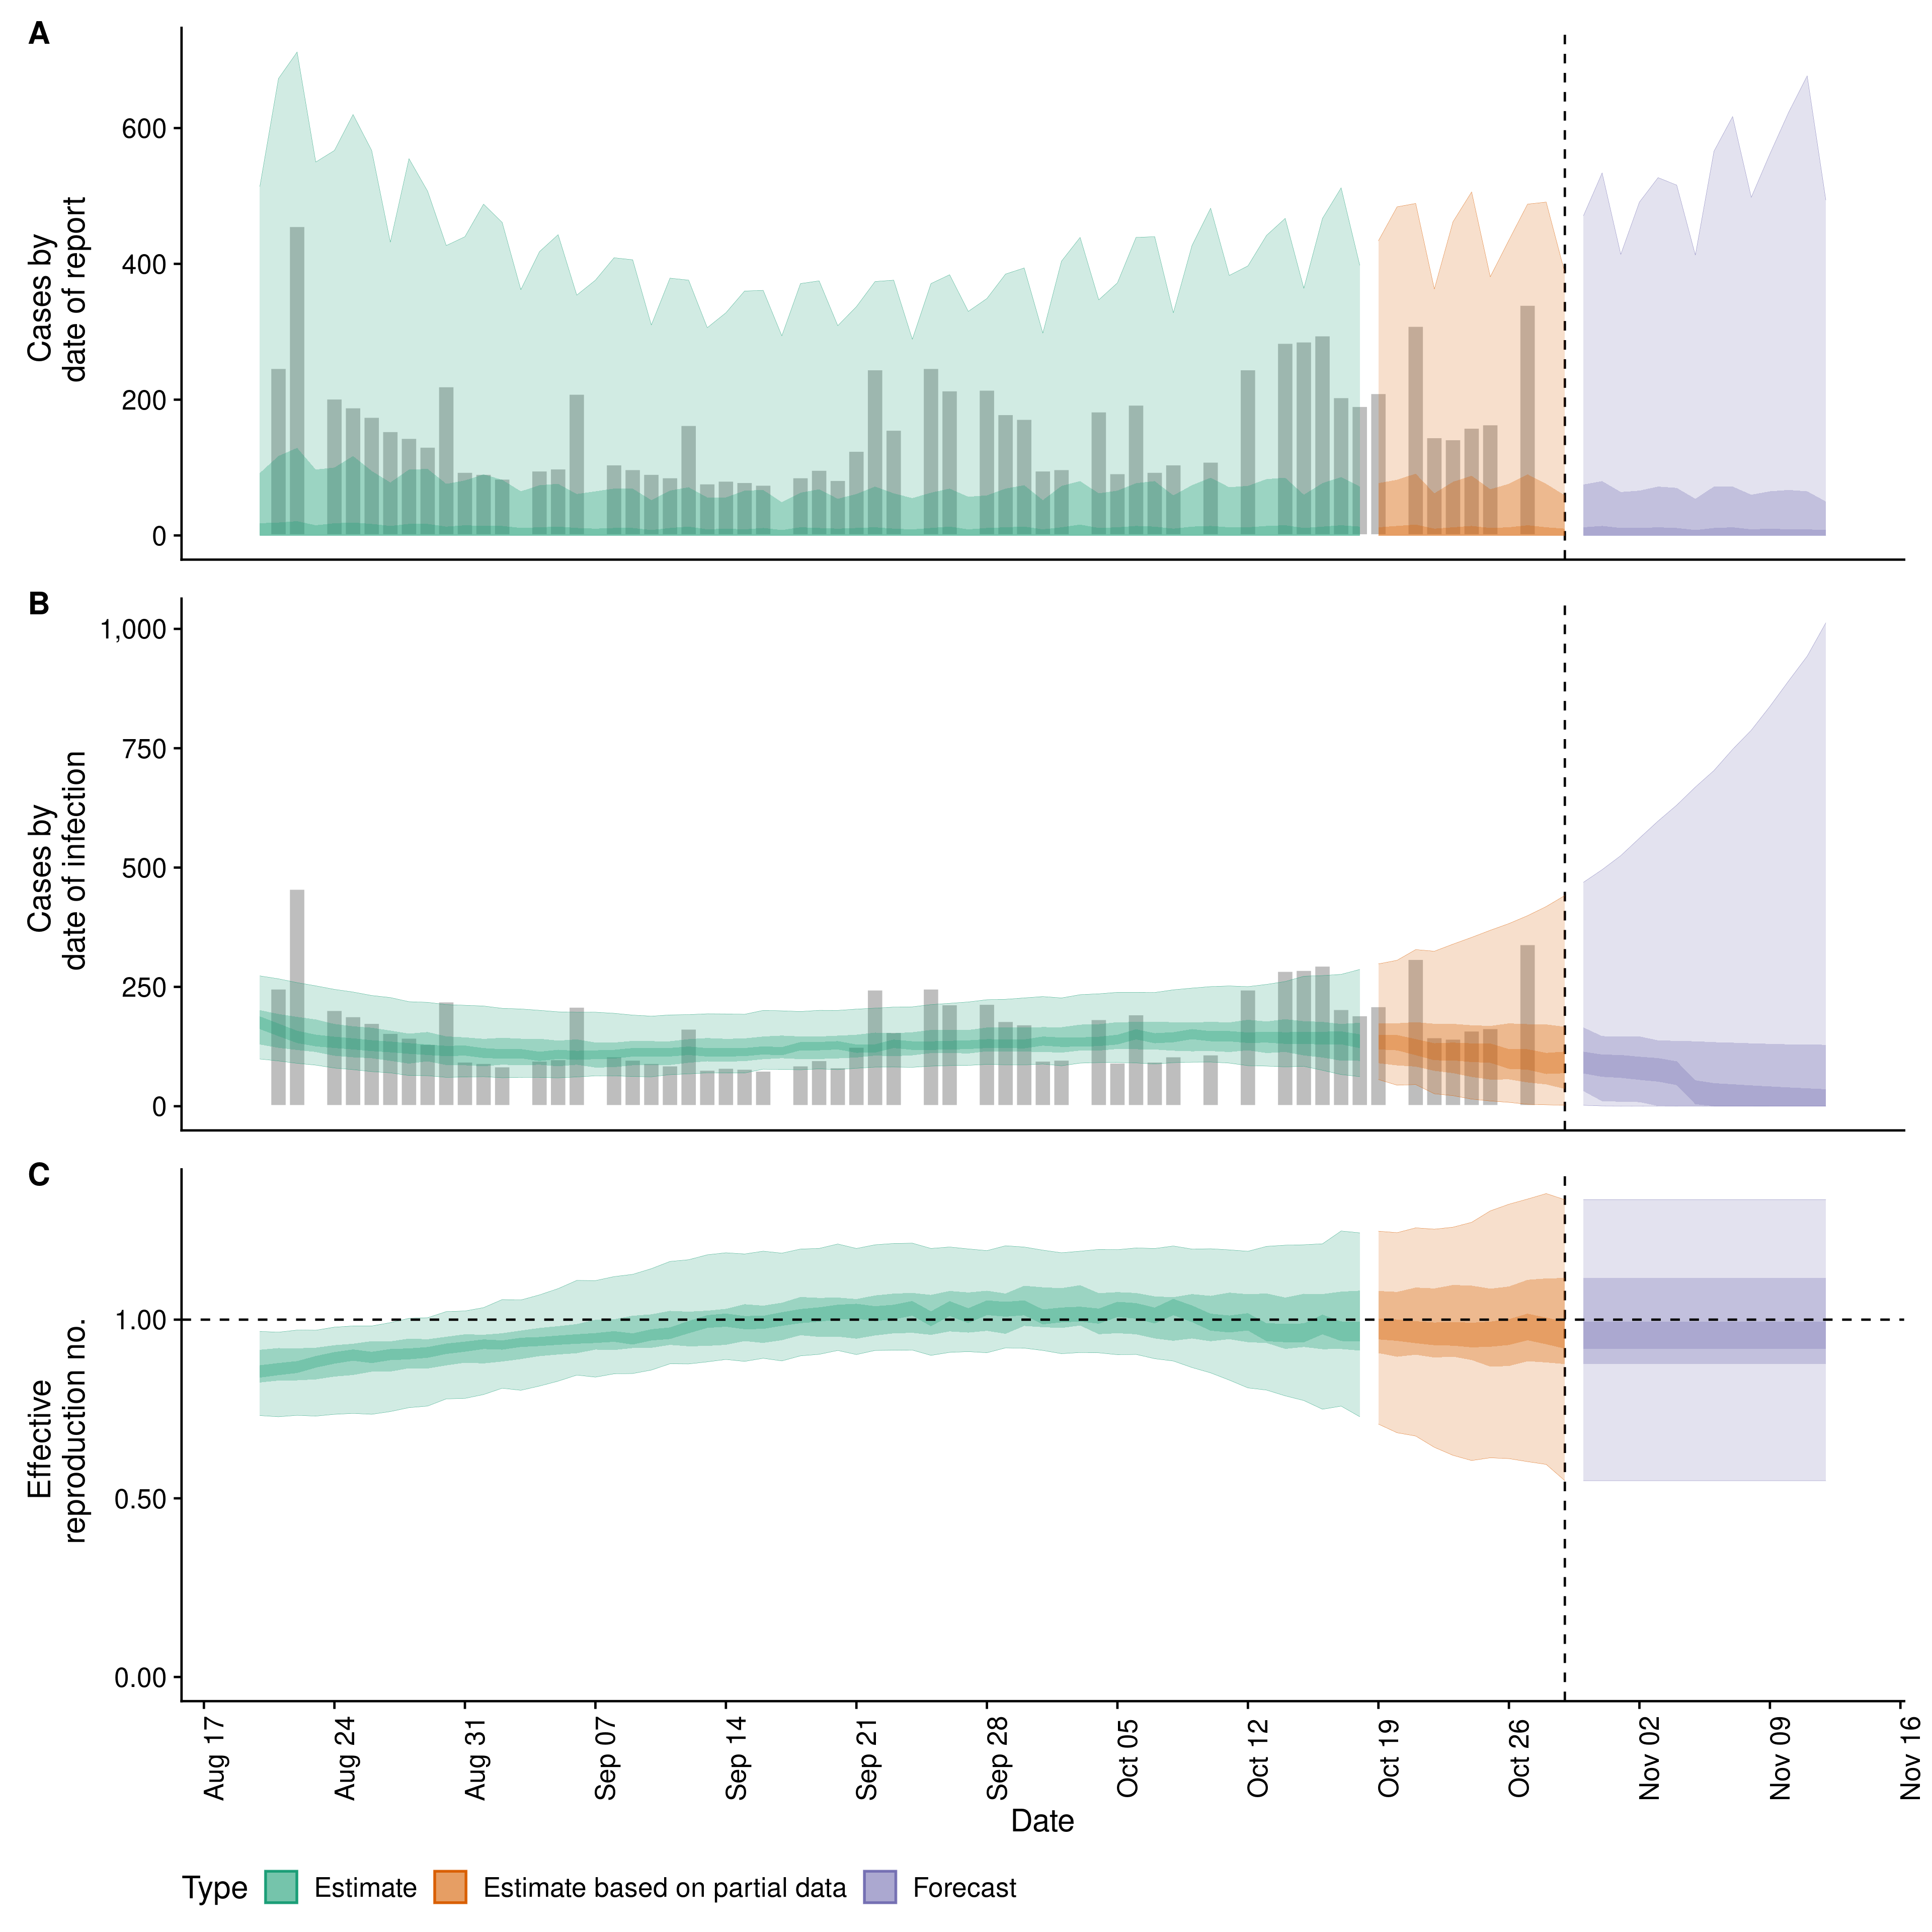 A
Cases by
date of report
600
400
200
0
B
Cases by
date of infection
1,000
750
500
250
0
C
Effective
reproduction no.
1.00
0.50
0.00
Aug 17
Aug 24
Aug 31
Sep 07
Sep 14
Sep 21
Sep 28
Oct 05
Oct 12
Oct 19
Oct 26
Nov 02
Nov 09
Nov 16
Date
Type Estimate Estimate based on partial data Forecast